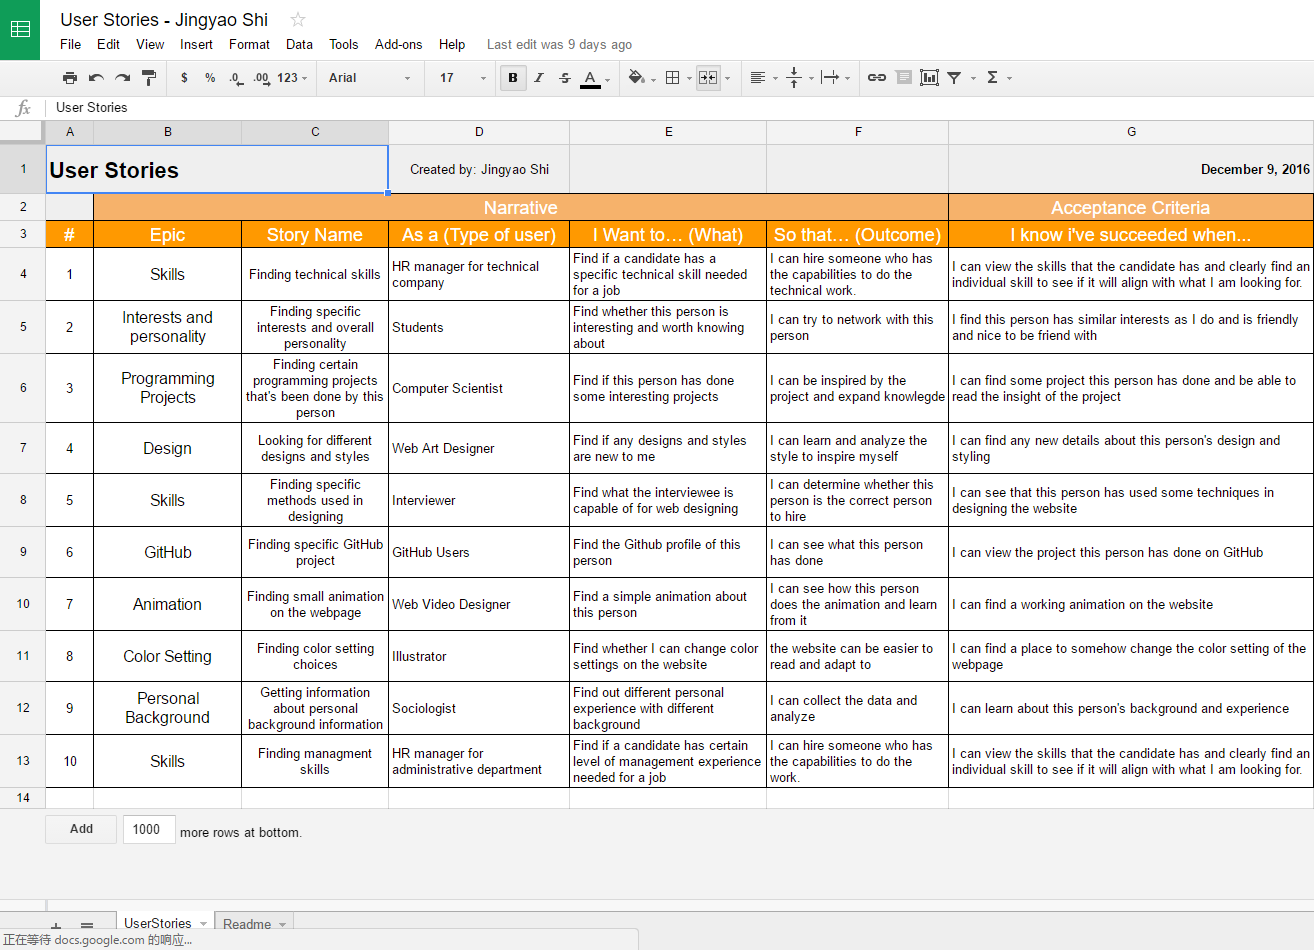 User Stories - Jingyao Shi
File Edit View Insert Format Data Tools Add-ons Help Last edit was 9 days ago
$ % .0 .00 123 Arial 17 B I S A Σ
fx User Stories
A B C D E F G
1 User Stories Created by: Jingyao Shi December 9, 2016
2 Narrative Acceptance Criteria
3 # Epic Story Name As a (Type of user) I Want to… (What) So that… (Outcome) I know i've succeeded when...
4 1 Skills Finding technical skills
HR manager for technical
company
Find if a candidate has a
specific technical skill needed
for a job
I can hire someone who has
the capabilities to do the
technical work.
I can view the skills that the candidate has and clearly find an
individual skill to see if it will align with what I am looking for.
5 2
Interests and
personality
Finding specific
interests and overall
personality
Students
Find whether this person is
interesting and worth knowing
about
I can try to network with this
person
I find this person has similar interests as I do and is friendly
and nice to be friend with
6 3
Programming
Projects
Finding certain
programming projects
that's been done by this
person
Computer Scientist
Find if this person has done
some interesting projects
I can be inspired by the
project and expand knowlegde
I can find some project this person has done and be able to
read the insight of the project
7 4 Design
Looking for different
designs and styles
Web Art Designer
Find if any designs and styles
are new to me
I can learn and analyze the
style to inspire myself
I can find any new details about this person's design and
styling
8 5 Skills
Finding specific
methods used in
designing
Interviewer
Find what the interviewee is
capable of for web designing
I can determine whether this
person is the correct person
to hire
I can see that this person has used some techniques in
designing the website
9 6 GitHub
Finding specific GitHub
project
GitHub Users
Find the Github profile of this
person
I can see what this person
has done
I can view the project this person has done on GitHub
10 7 Animation
Finding small animation
on the webpage
Web Video Designer
Find a simple animation about
this person
I can see how this person
does the animation and learn
from it
I can find a working animation on the website
11 8 Color Setting
Finding color setting
choices
Illustrator
Find whether I can change color
settings on the website
the website can be easier to
read and adapt to
I can find a place to somehow change the color setting of the
webpage
12 9
Personal
Background
Getting information
about personal
background information
Sociologist
Find out different personal
experience with different
background
I can collect the data and
analyze
I can learn about this person's background and experience
13 10 Skills
Finding managment
skills
HR manager for
administrative department
Find if a candidate has certain
level of management experience
needed for a job
I can hire someone who has
the capabilities to do the
work.
I can view the skills that the candidate has and clearly find an
individual skill to see if it will align with what I am looking for.
14
Add 1000 more rows at bottom.
UserStories Readme
正在等待 docs.google.com 的响应...